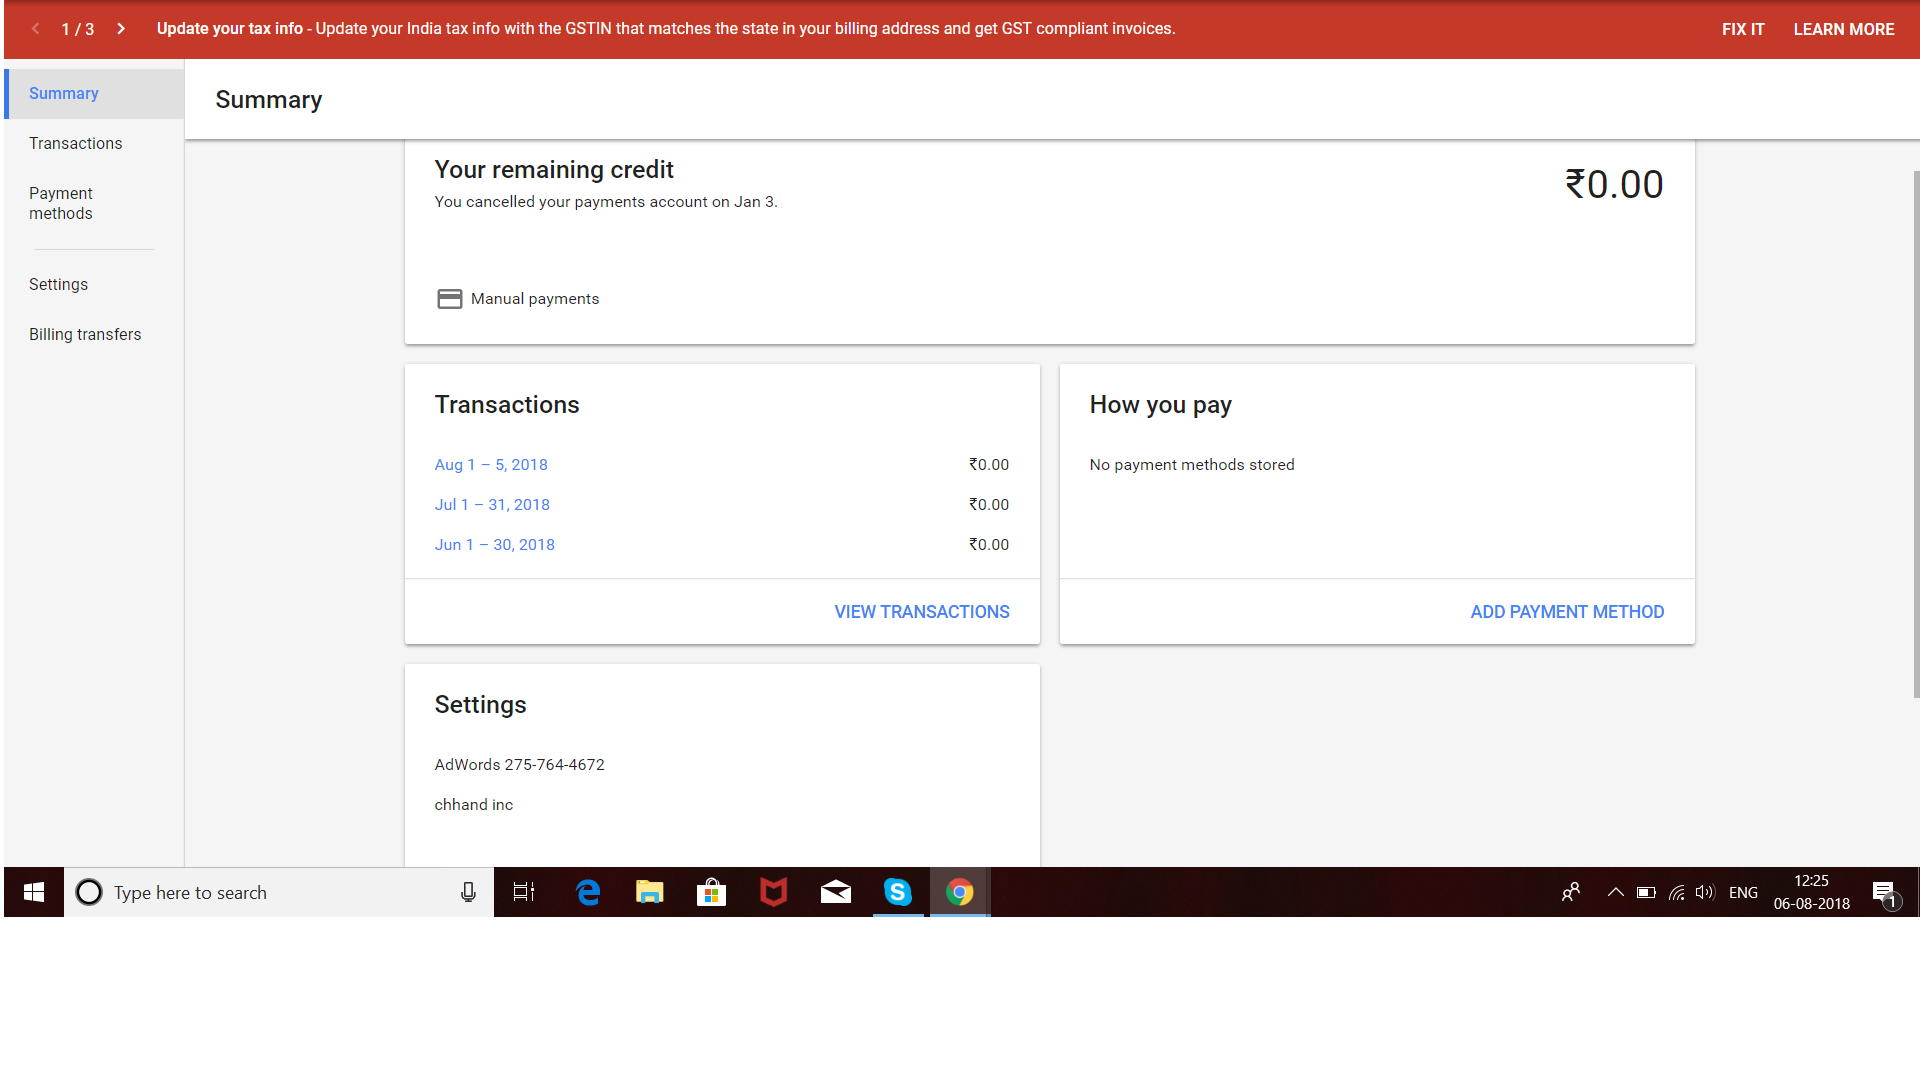 1 / 3 Update your tax info - Update your India tax info with the GSTIN that matches the state in your billing address and get GST compliant invoices. FIX IT LEARN MORE
Summary
Transactions
Payment
methods
Settings
Billing transfers
Summary
Your remaining credit
₹0.00
You cancelled your payments account on Jan 3.
Manual payments
Transactions
Aug 1 – 5, 2018 ₹0.00
Jul 1 – 31, 2018 ₹0.00
Jun 1 – 30, 2018 ₹0.00
VIEW TRANSACTIONS
How you pay
No payment methods stored
ADD PAYMENT METHOD
Settings
AdWords 275-764-4672
chhand inc
Type here to search
ENG
12:25
06-08-2018
1